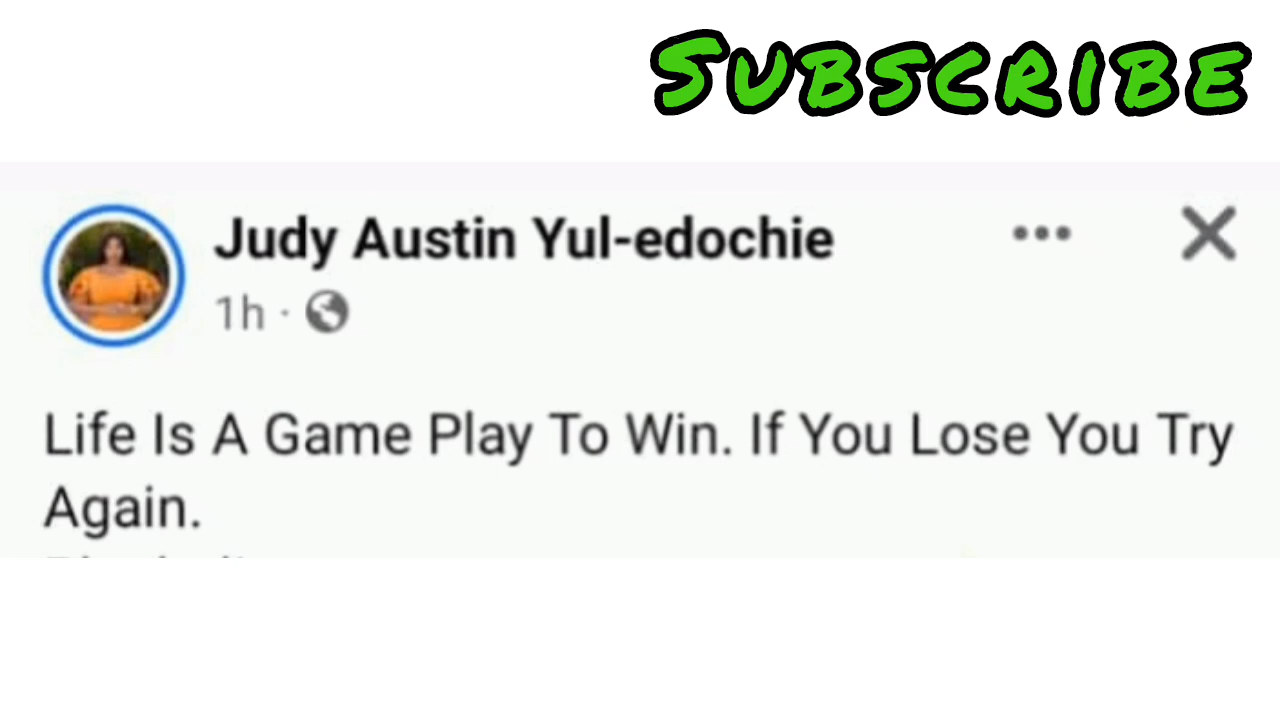 SUBSCRIBE
Judy Austin Yul-edochie
1h ·
Life Is A Game Play To Win. If You Lose You Try
Again.